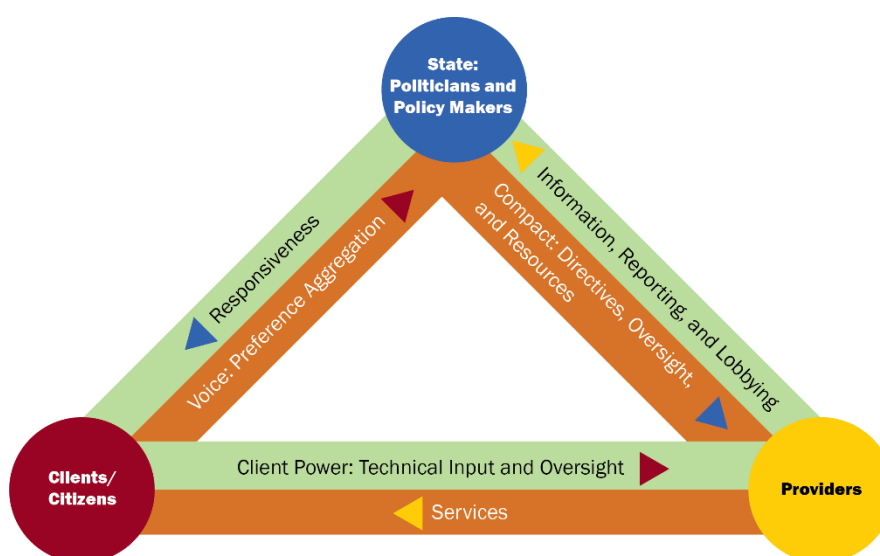 State:
Politicians and
Policy Makers
Responsiveness
Voice: Preference Aggregation
Compact: Directives, Oversight,
and Resources
Information, Reporting, and Lobbying
Clients/
Citizens
Client Power: Technical Input and Oversight
Services
Providers